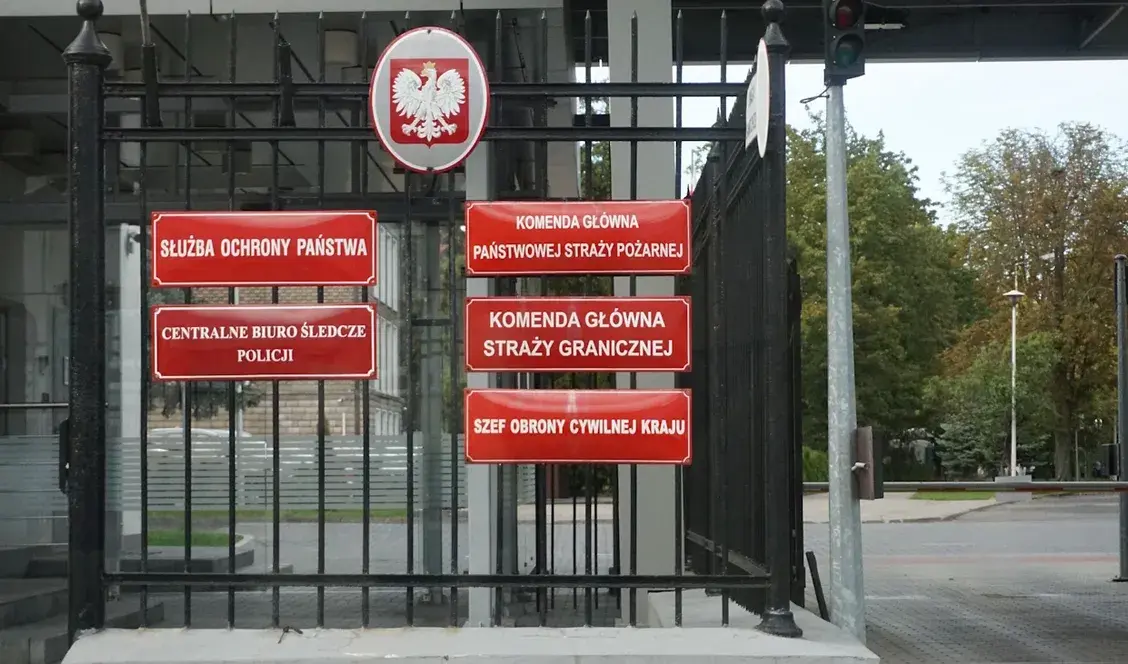 SŁUŻBA OCHRONY PAŃSTWA
CENTRALNE BIURO ŚLEDCZE
POLICJI
KOMENDA GŁÓWNA
PAŃSTWOWEJ STRAŻY POŻARNEJ
KOMENDA GŁÓWNA
STRAŻY GRANICZNEJ
SZEF OBRONY CYWILNEJ KRAJU